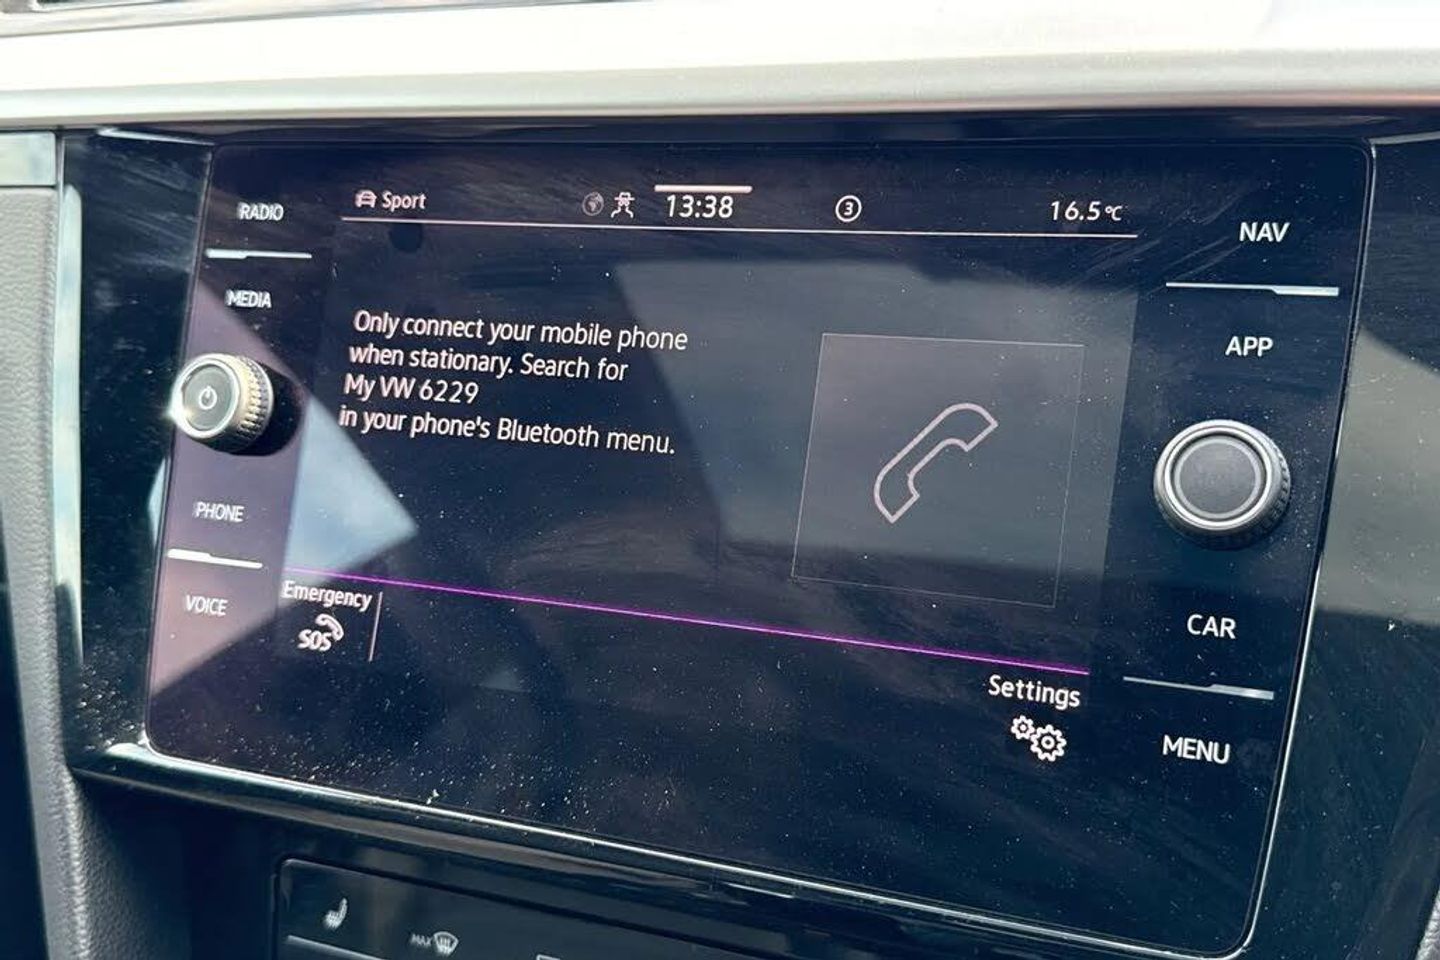 RADIO
MEDIA
PHONE
VOICE
Sport
13:38
3
16.5°C
Only connect your mobile phone
when stationary. Search for
My VW 6229
in your phone's Bluetooth menu.
Emergency
SOS
Settings
NAV
APP
CAR
MENU
MAX